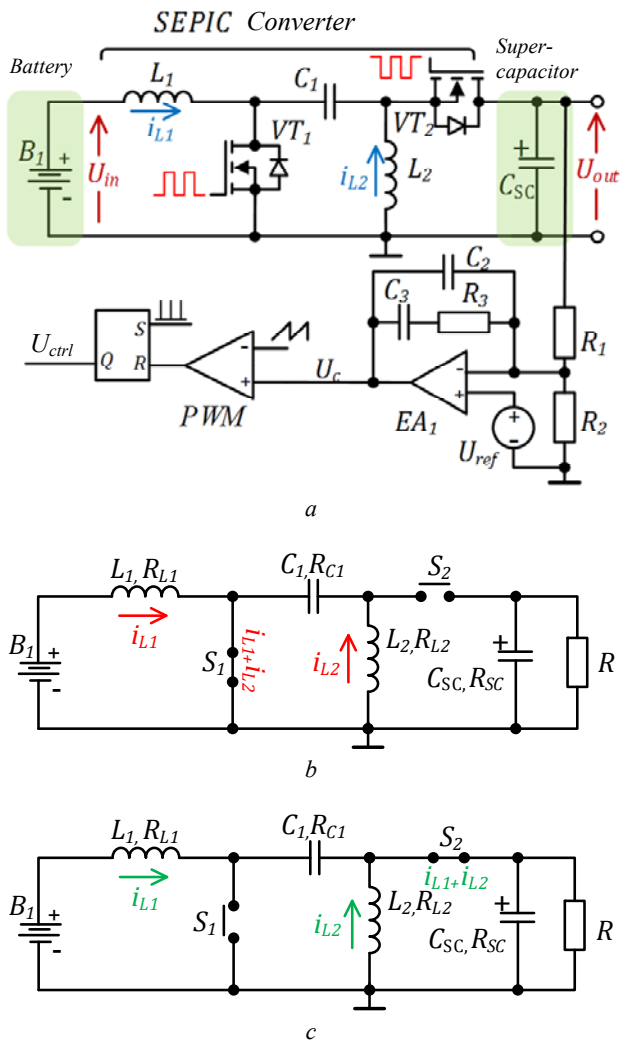 SEPIC Converter
Battery
Super-
capacitor
L1
C1
iL1
VT1
VT2
B1
+
-
Uin
iL2
L2
+
CSC
Uout
C2
C3
R3
R1
S
Uctrl
Q
R
-
+
Uc
-
+
PWM
EA1
+
-
Uref
R2
a
L1, RL1
C1,RC1
S2
iL1
B1
+
-
S1
iL1+iL2
iL2
L2,RL2
+
CSC, RSC
R
b
L1, RL1
C1,RC1
S2
iL1
iL1+iL2
B1
+
-
S1
iL2
L2,RL2
+
CSC, RSC
R
c